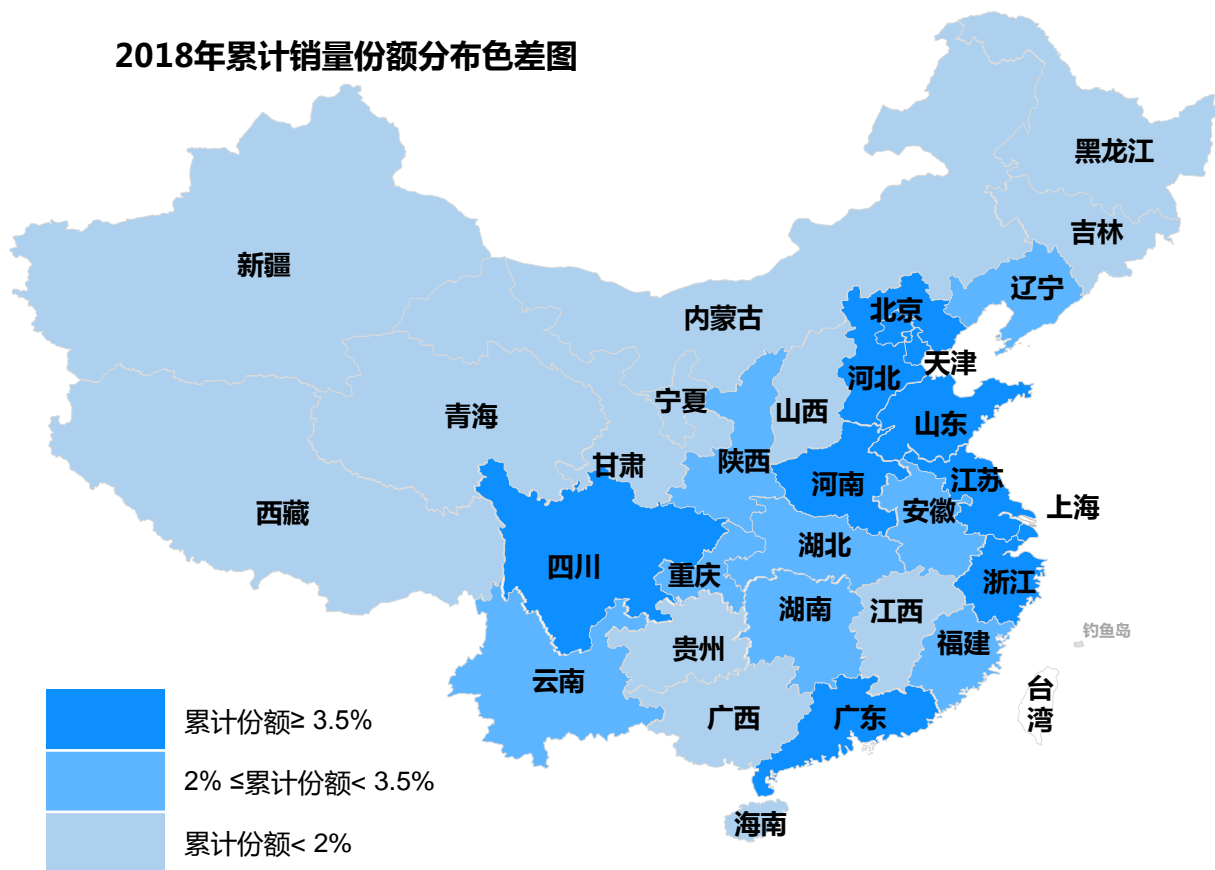 2018年累计销量份额分布色差图
黑龙江
吉林
新疆
辽宁
北京
内蒙古
天津
河北
宁夏
山西
青海
山东
陕西
甘肃
河南
江苏
上海
安徽
西藏
湖北
四川
重庆
浙江
湖南
江西
钓鱼岛
福建
贵州
云南
台
湾
广西
广东
累计份额≥ 3.5%
2% ≤累计份额< 3.5%
海南
累计份额< 2%